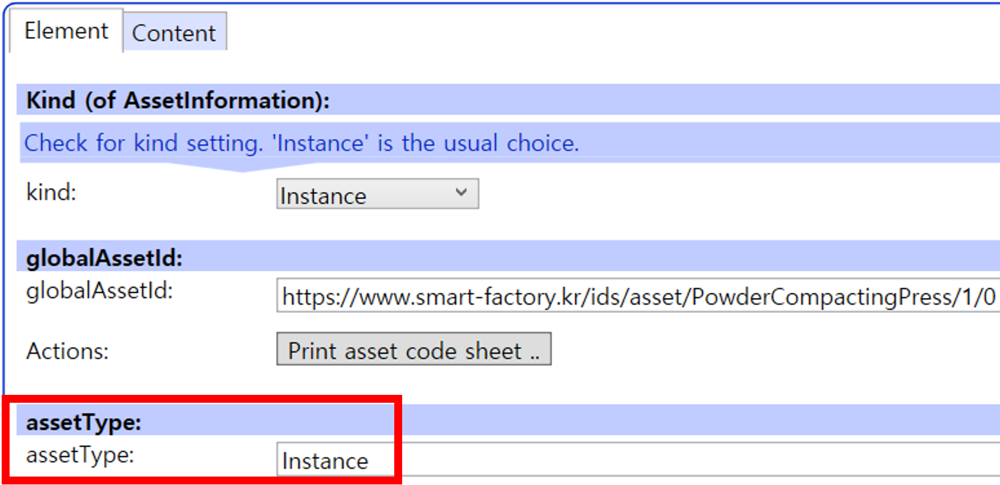 Element
Content
Kind (of AssetInformation):
Check for kind setting. 'Instance' is the usual choice.
kind:
Instance
globalAssetId:
globalAssetId:
https://www.smart-factory.kr/ids/asset/PowderCompactingPress/1/0
Actions:
Print asset code sheet ..
assetType:
assetType:
Instance